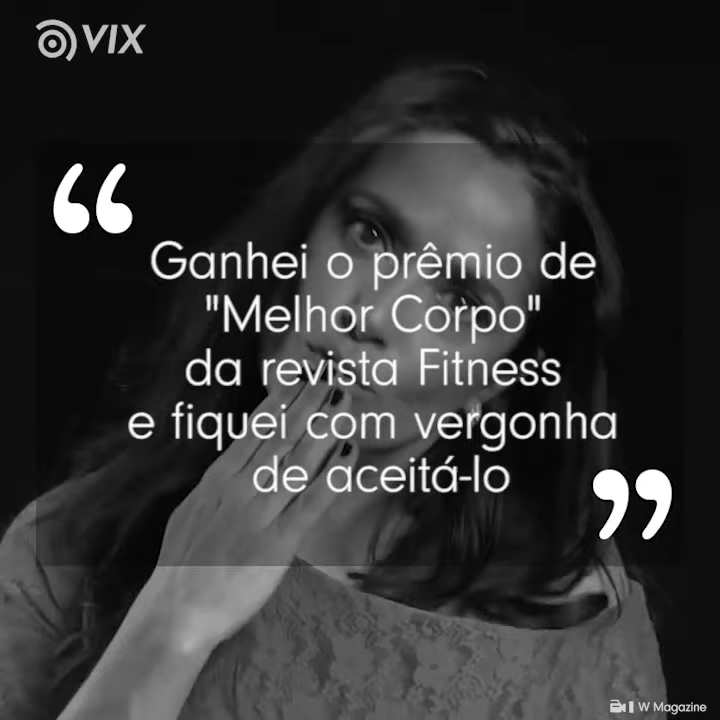 VIX
“
Ganhei o prêmio de
"Melhor Corpo"
da revista Fitness
e fiquei com vergonha
de aceitá-lo
”
W Magazine